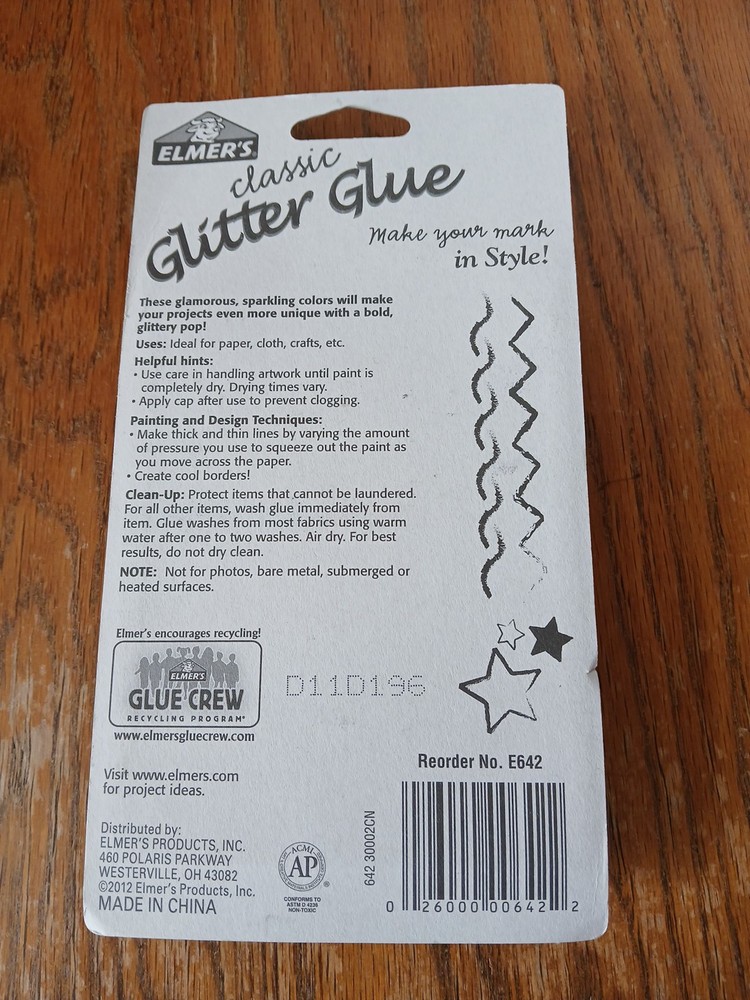 ELMER'S
classic
Glitter Glue
Make your mark
in Style!
These glamorous, sparkling colors will make
your projects even more unique with a bold,
glittery pop!
Uses: Ideal for paper, cloth, crafts, etc.
Helpful hints:
• Use care in handling artwork until paint is
completely dry. Drying times vary.
• Apply cap after use to prevent clogging.
Painting and Design Techniques:
• Make thick and thin lines by varying the amount
of pressure you use to squeeze out the paint as
you move across the paper.
• Create cool borders!
Clean-Up: Protect items that cannot be laundered.
For all other items, wash glue immediately from
item. Glue washes from most fabrics using warm
water after one to two washes. Air dry. For best
results, do not dry clean.
NOTE: Not for photos, bare metal, submerged or
heated surfaces.
Elmer's encourages recycling!
ELMER'S
GLUE CREW
RECYCLING PROGRAM
www.elmersgluecrew.com
D11D196
Visit www.elmers.com
for project ideas.
Reorder No. E642
Distributed by:
ELMER'S PRODUCTS, INC.
460 POLARIS PARKWAY
WESTERVILLE, OH 43082
©2012 Elmer's Products, Inc.
MADE IN CHINA
ACMI
AP
®
CONFORMS TO
ASTM D 4236
NON-TOXIC
642 30002CN
0 26000 00642 2